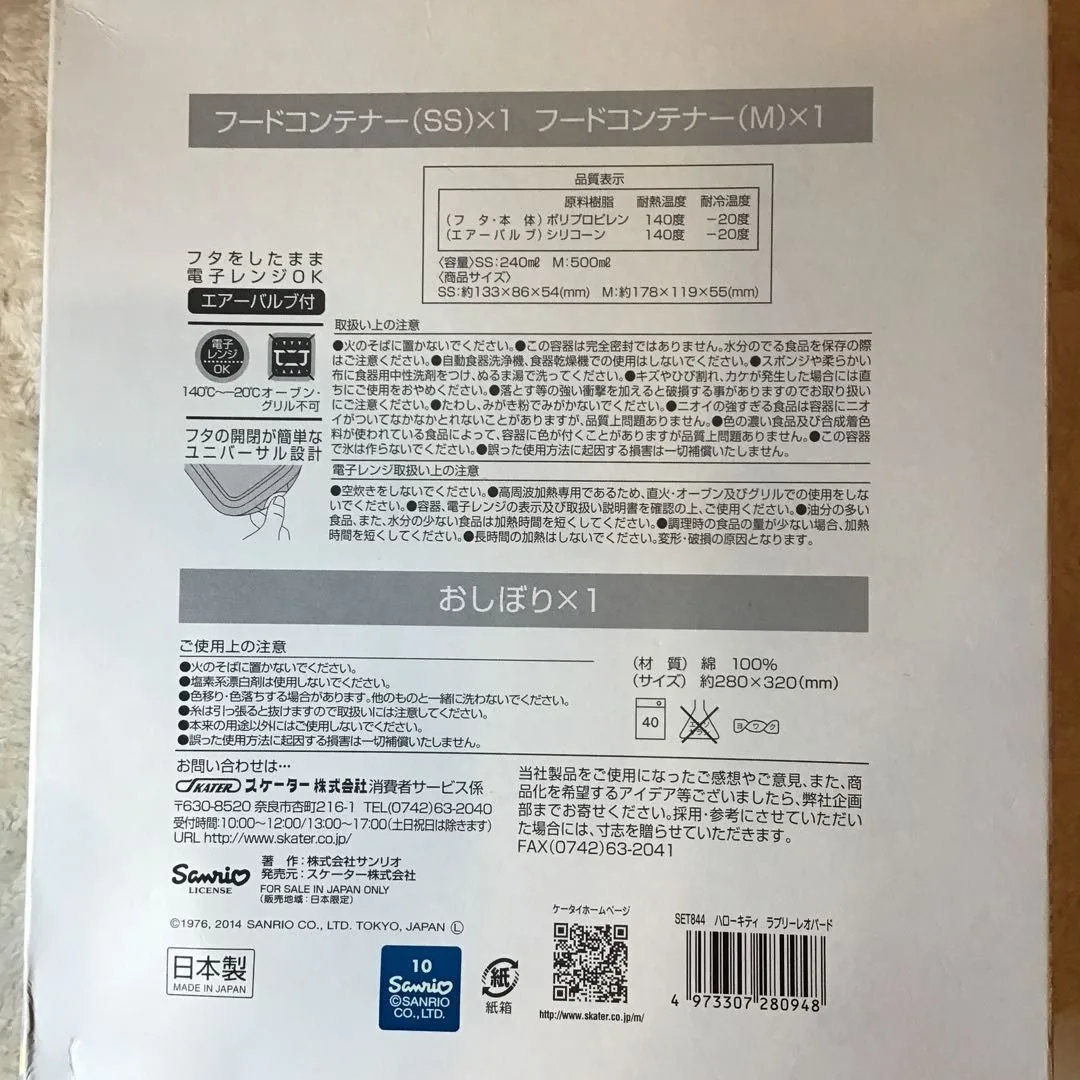 フードコンテナー(SS)×1 フードコンテナー(M)×1
品質表示
原料樹脂 耐熱温度 耐冷温度
(フタ・本体)ポリプロピレン 140度 −20度
(エアーバルブ)シリコーン 140度 −20度
〈容量〉SS:240㎖ M:500㎖
〈商品サイズ〉
SS:約133×86×54(mm) M:約178×119×55(mm)
フタをしたまま
電子レンジOK
エアーバルブ付
電子
レンジ
OK
140℃〜−20℃
オーブン・
グリル不可
フタの開閉が簡単な
ユニバーサル設計
取扱い上の注意
●火のそばに置かないでください。●この容器は完全密封ではありません。水分のでる食品を保存の際
はご注意ください。●自動食器洗浄機、食器乾燥機での使用はしないでください。●スポンジや柔らかい
布に食器用中性洗剤をつけ、ぬるま湯で洗ってください。●キズやひび割れ、カケが発生した場合には直
ちにご使用をおやめください。●落とす等の強い衝撃を加えると破損する事がありますのでお取り扱い
にご注意ください。●たわし、みがき粉でみがかないでください。●ニオイの強すぎる食品は容器にニオ
イがついてなかなかとれないことがありますが、品質上問題ありません。●色の濃い食品及び合成着色
料が使われている食品によって、容器に色が付くことがありますが品質上問題ありません。●この容器
で氷は作らないでください。●誤った使用方法に起因する損害は一切補償いたしません。
電子レンジ取扱い上の注意
●空炊きをしないでください。●高周波加熱専用であるため、直火・オーブン及びグリルでの使用をしな
いでください。●容器、電子レンジの表示及び取扱い説明書を確認の上、ご使用ください。●油分の多い
食品、また、水分の少ない食品は加熱時間を短くしてください。●調理時の食品の量が少ない場合、加熱
時間を短くしてください。●長時間の加熱はしないでください。変形・破損の原因となります。
おしぼり×1
ご使用上の注意
●火のそばに置かないでください。
●塩素系漂白剤は使用しないでください。
●色移り・色落ちする場合があります。他のものと一緒に洗わないでください。
●糸は引っ張ると抜けますので取扱いには注意してください。
●本来の用途以外にはご使用しないでください。
●誤った使用方法に起因する損害は一切補償いたしません。
(材 質) 綿 100%
(サイズ) 約280×320(mm)
40
エンソ
サラシ
ヨワク
お問い合わせは…
SKATER スケーター株式会社 消費者サービス係
〒630-8520 奈良市杏町216-1 TEL(0742)63-2040
受付時間:10:00〜12:00/13:00〜17:00(土日祝日は除きます)
URL http://www.skater.co.jp/
当社製品をご使用になったご感想やご意見、また、商
品化を希望するアイデア等ございましたら、弊社企画
部までお寄せください。採用・参考にさせていただい
た場合には、寸志を贈らせていただきます。
FAX(0742)63-2041
Sanrio
LICENSE
著 作:株式会社サンリオ
発売元:スケーター株式会社
FOR SALE IN JAPAN ONLY
(販売地域:日本限定)
©1976, 2014 SANRIO CO., LTD. TOKYO, JAPAN Ⓛ
日本製
MADE IN JAPAN
10
Sanrio
©SANRIO
CO.,LTD.
紙
紙箱
ケータイホームページ
http://www.skater.co.jp/m/
SET844 ハローキティ ラブリーレオパード
4 973307 280948